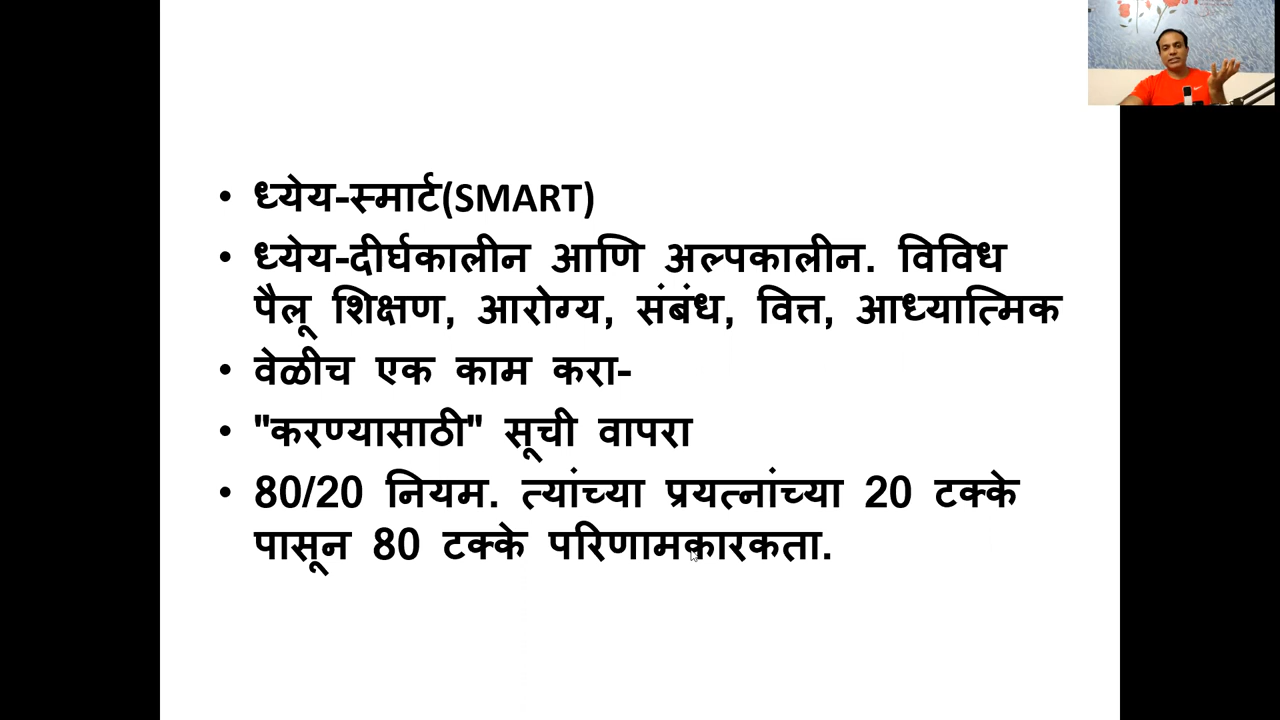 • ध्येय-स्मार्ट(SMART)
• ध्येय-दीर्घकालीन आणि अल्पकालीन. विविध
पैलू शिक्षण, आरोग्य, संबंध, वित्त, आध्यात्मिक
• वेळीच एक काम करा-
• "करण्यासाठी" सूची वापरा
• 80/20 नियम. त्यांच्या प्रयत्नांच्या 20 टक्के
पासून 80 टक्के परिणामकारकता.